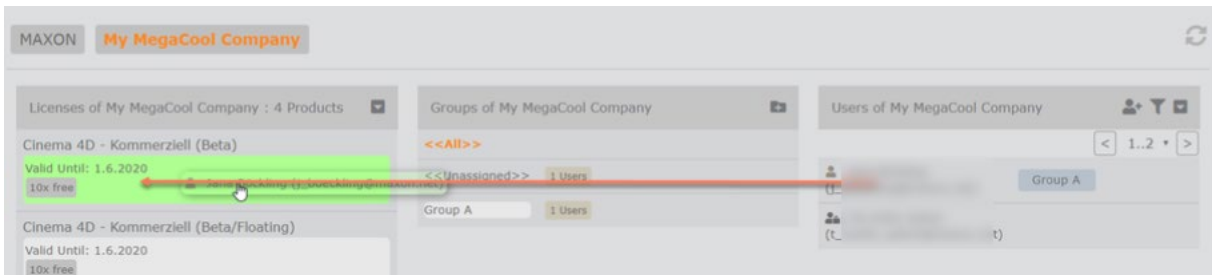 MAXON My MegaCool Company
Licenses of My MegaCool Company : 4 Products
Cinema 4D - Kommerziell (Beta)
Valid Until: 1.6.2020
10x free
Cinema 4D - Kommerziell (Beta/Floating)
Valid Until: 1.6.2020
10x free
Groups of My MegaCool Company
<<All>>
<<Unassigned>> 1 Users
Group A 1 Users
Users of My MegaCool Company
< 1..2 >
Group A
(t_
t)